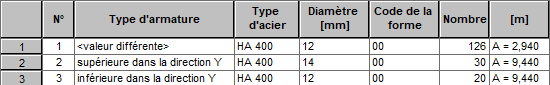 N° Type d'armature Type d'acier Diamètre [mm] Code de la forme Nombre [m]
1 1 <valeur différente> HA 400 12 00 126 A = 2,940
2 2 supérieure dans la direction Y HA 400 14 00 30 A = 9,440
3 3 inférieure dans la direction Y HA 400 12 00 20 A = 9,440